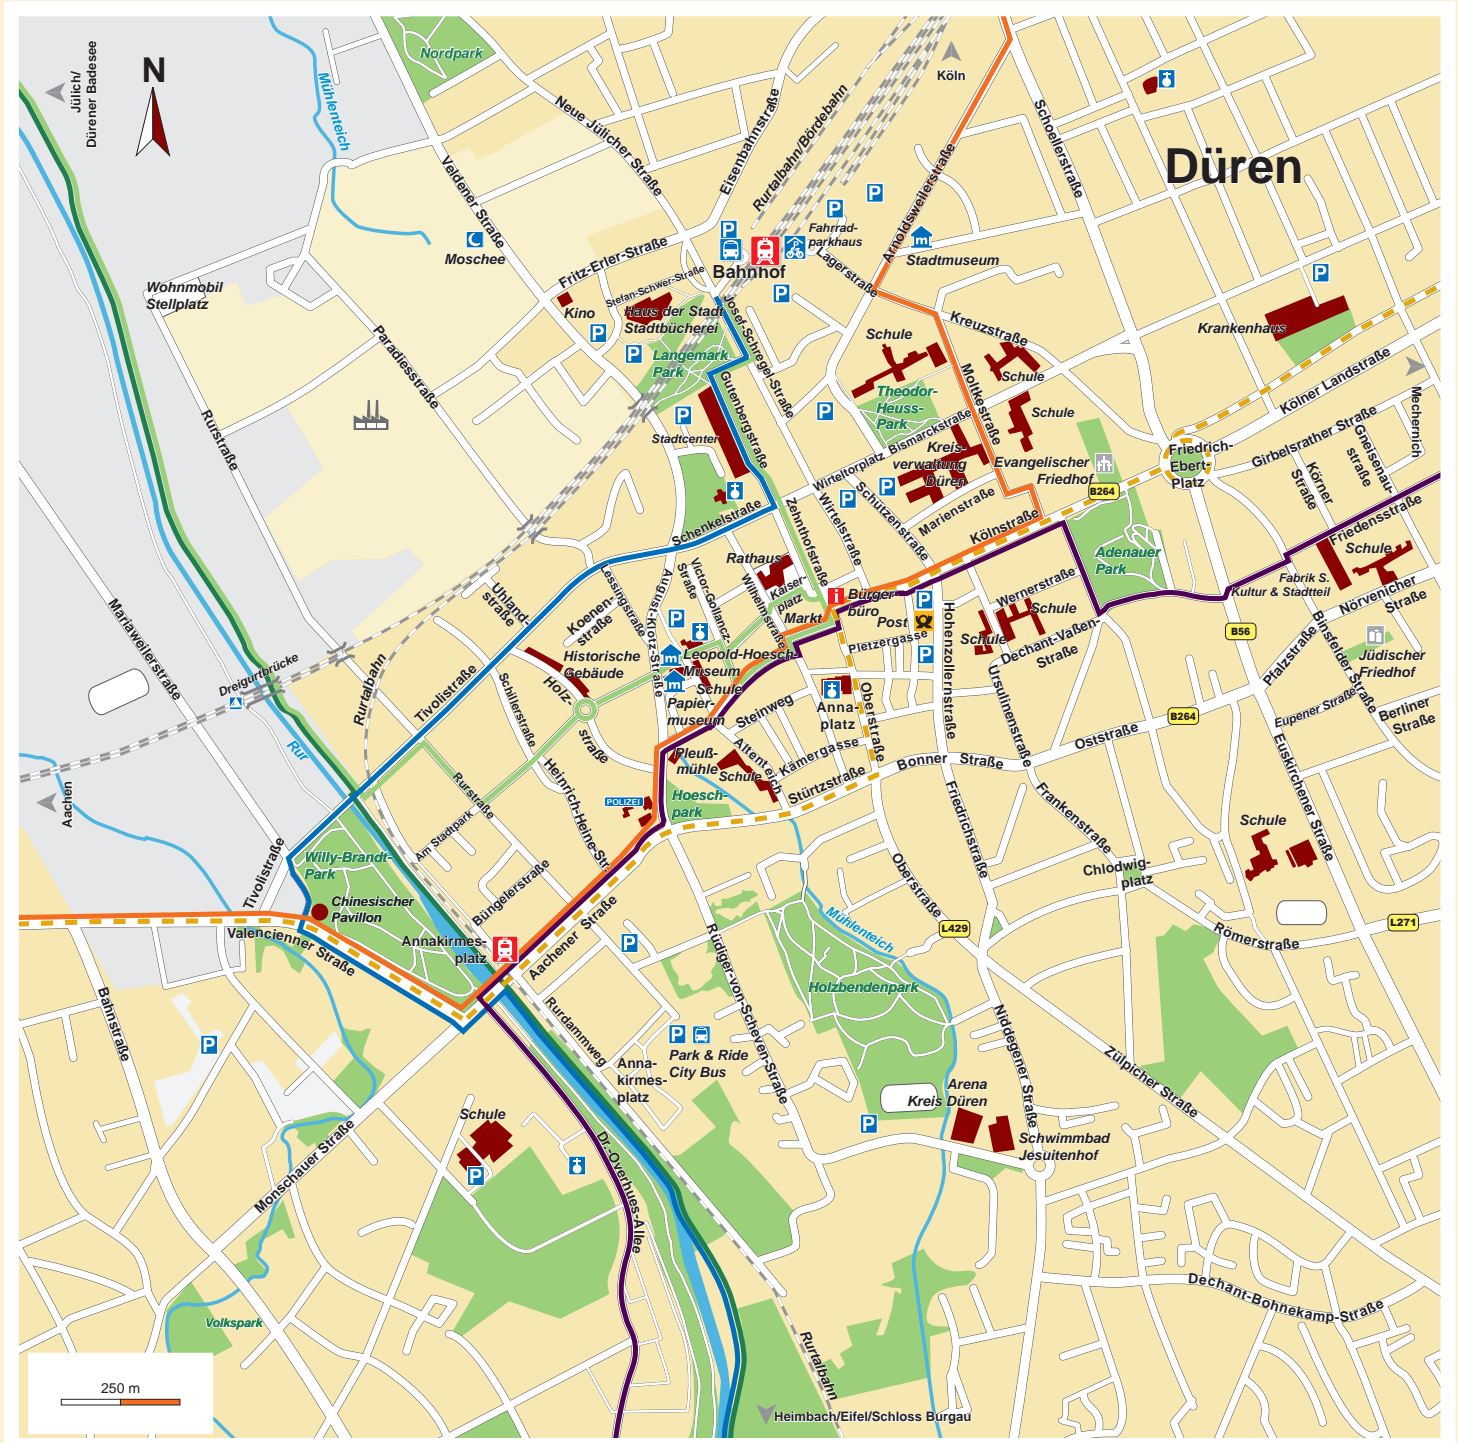 Düren
N
Jülich/
Dürener Badesee
Nordpark
Mühlenteich
Neue Jülicher Straße
Eisenbahnstraße
Rurtalbahn/Bördebahn
Köln
Schoellerstraße
Veldener Straße
Moschee
Fritz-Erler-Straße
Stefan-Schwer-Straße
P
P
P
Fahrrad-
parkhaus
Bahnhof
Lagerstraße
Arnoldsweilerstraße
m
Stadtmuseum
P
Wohnmobil
Stellplatz
Kino
Haus der Stadt
Stadtbücherei
P
P
P
Langemark
Park
Josef-Schregel-Straße
Schule
Kreuzstraße
Krankenhaus
Paradiesstraße
Rurstraße
Gutenbergstraße
P
Stadtcenter
P
Theodor-
Heuss-
Park
Moltkestraße
Schule
Schule
Kölner Landstraße
Mechernich
Girbelsrather Straße
Gneisenau-
straße
Körner
Straße
Friedrich-
Ebert-
Platz
Bismarckstraße
Wirteltorplatz
Kreis-
verwaltung
Düren
Evangelischer
Friedhof
B264
P
P
Schützenstraße
Wirtelstraße
Zehnthofstraße
Marienstraße
Kölnstraße
Schenkelstraße
Adenauer
Park
Friedensstraße
Schule
Fabrik S.
Kultur & Stadtteil
Nörvenicher
Straße
Rathaus
Kaiser-
platz
Wilhelmstraße
Victor-Gollancz-
Straße
August-Klotz-Straße
Lessingstraße
Uhland-
straße
Koenen-
straße
i
Bürger-
büro
Markt
P
Post
Pletzergasse
P
Hohenzollernstraße
Wernerstraße
Schule
Schule
Dechant-Vaßen-
Straße
B56
Binsfelder Straße
Pfalzstraße
Jüdischer
Friedhof
Eupener Straße
Berliner
Straße
Mariaweilerstraße
Dreigurtbrücke
Rurtalbahn
Tivolistraße
Historische
Gebäude
Holz-
straße
Schillerstraße
P
m
Leopold-Hoesch-
Museum
m
Schule
Papier-
museum
Steinweg
Anna-
platz
Oberstraße
Ursulinenstraße
B264
Oststraße
Bonner Straße
Euskirchener Straße
Rur
Aachen
Pleuß-
mühle
Schule
Altenteich
Kämergasse
Stürtzstraße
Heinrich-Heine-Str.
Rurstraße
POLIZEI
Hoesch-
park
Am Stadtpark
Friedrichstraße
Frankenstraße
Schule
Tivolistraße
Willy-Brandt-
Park
Chinesischer
Pavillon
Büngelerstraße
Oberstraße
Chlodwig-
platz
Valencienner Straße
Annakirmes-
platz
Aachener Straße
P
Rüdiger-von-Scheven-Straße
Mühlenteich
L429
L271
Römerstraße
Holzbendenpark
Bahnstraße
P
Rurdammweg
Anna-
kirmes-
platz
P
Park & Ride
City Bus
Niddegener Straße
Zülpicher Straße
Arena
Kreis Düren
P
Schwimmbad
Jesuitenhof
Schule
P
Monschauer Straße
Dr.-Overhues-Allee
Dechant-Bohnekamp-Straße
Volkspark
250 m
Rurtalbahn
Heimbach/Eifel/Schloss Burgau